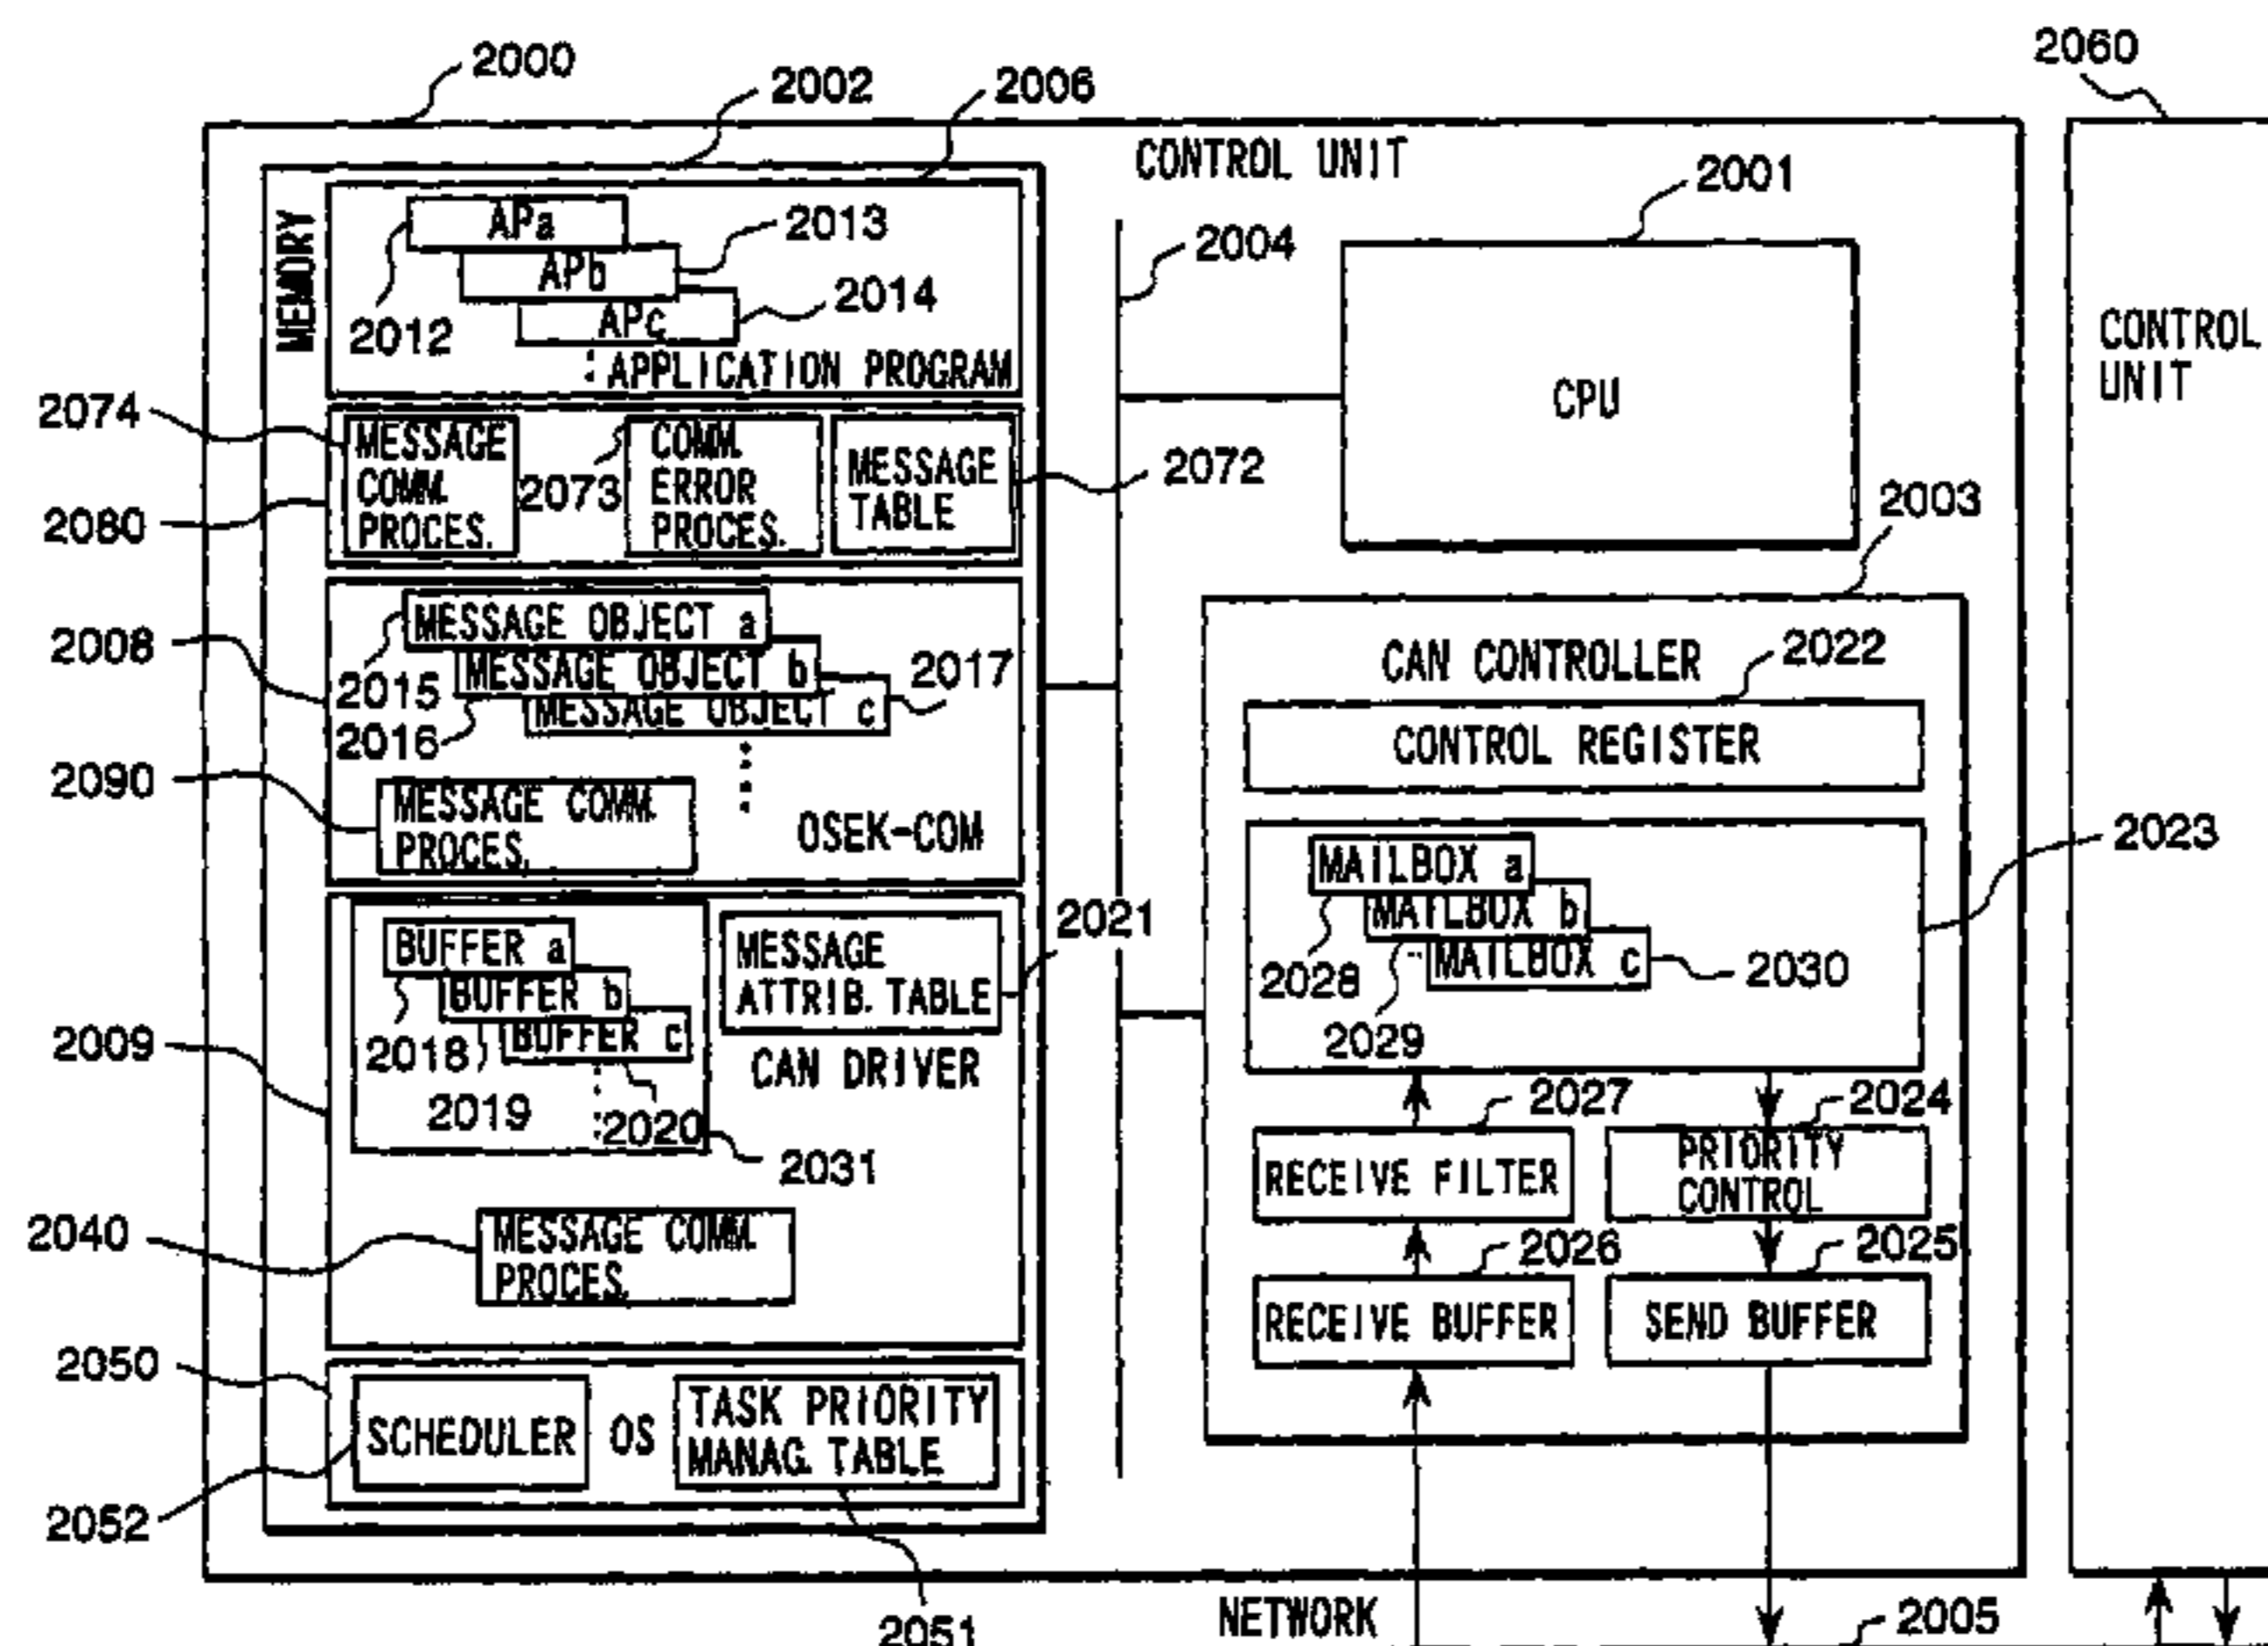 2000
2002
2006
2060
CONTROL UNIT
2001
MEMORY
APa
2013
2004
APb
2014
2012
APc
APPLICATION PROGRAM
CPU
CONTROL
UNIT
2074
MESSAGE
COMM.
PROCES.
2073
COMM.
ERROR
PROCES.
MESSAGE
TABLE
2072
2080
2003
2008
MESSAGE OBJECT a
2015
MESSAGE OBJECT b
2017
2016
MESSAGE OBJECT c
CAN CONTROLLER
2022
CONTROL REGISTER
2090
MESSAGE COMM.
PROCES.
OSEK-COM
2023
MAILBOX a
MAILBOX b
2028
MAILBOX c
2030
2029
BUFFER a
BUFFER b
2018
BUFFER c
2019
2020
2031
MESSAGE
ATTRIB. TABLE
2021
CAN DRIVER
2009
2027
2024
RECEIVE FILTER
PRIORITY
CONTROL
2040
MESSAGE COMM.
PROCES.
2026
2025
RECEIVE BUFFER
SEND BUFFER
2050
SCHEDULER
OS
TASK PRIORITY
MANAG. TABLE
2052
2051
NETWORK
2005